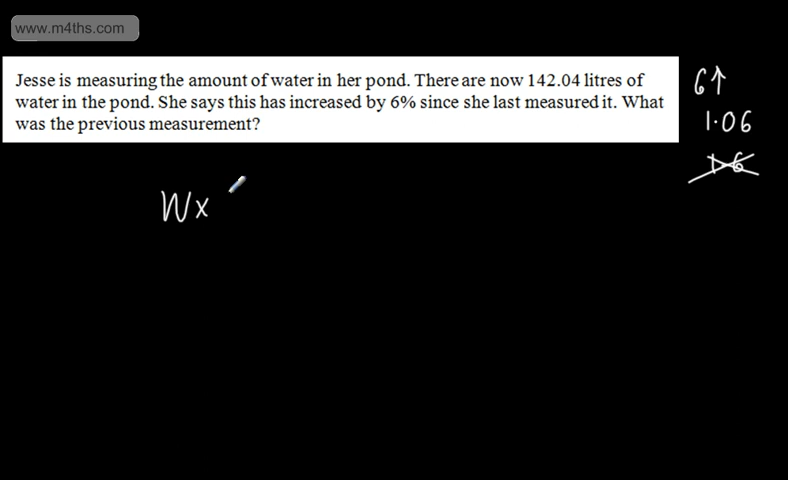 www.m4ths.com
Jesse is measuring the amount of water in her pond. There are now 142.04 litres of
water in the pond. She says this has increased by 6% since she last measured it. What
was the previous measurement?
6↑
1.06
1.6
Wx